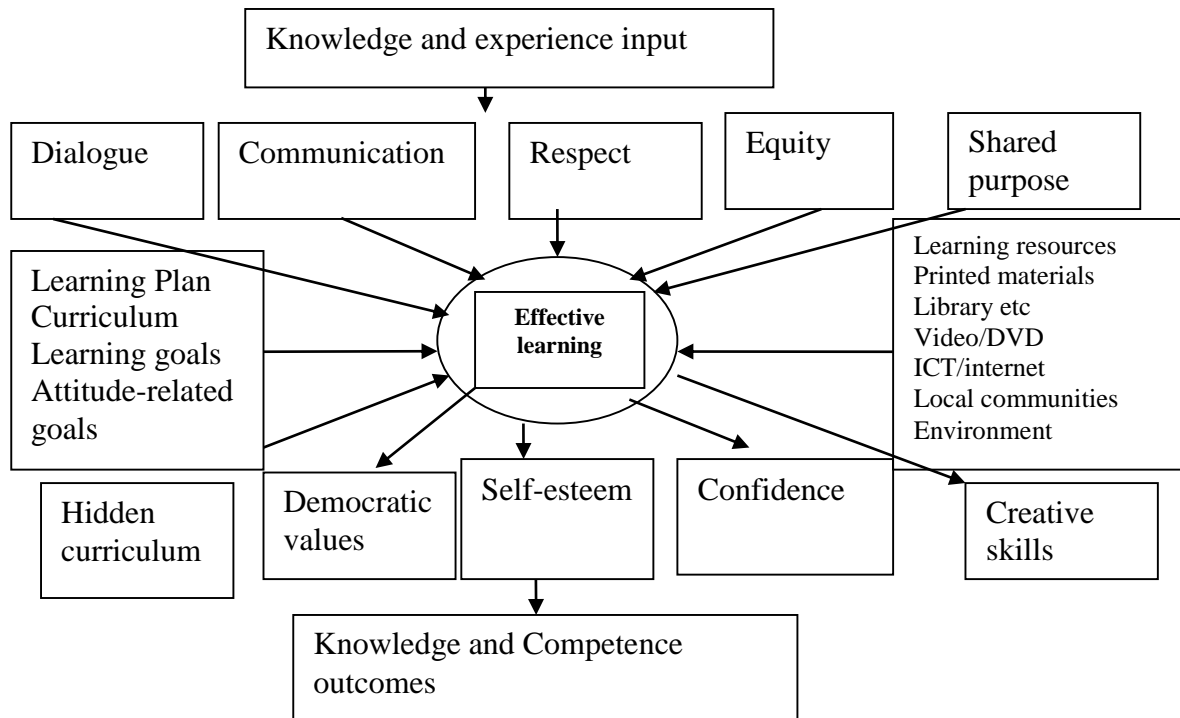 Knowledge and experience input
Dialogue
Communication
Respect
Equity
Shared
purpose
Learning Plan
Curriculum
Learning goals
Attitude-related
goals
Effective
learning
Learning resources
Printed materials
Library etc
Video/DVD
ICT/internet
Local communities
Environment
Hidden
curriculum
Democratic
values
Self-esteem
Confidence
Creative
skills
Knowledge and Competence
outcomes